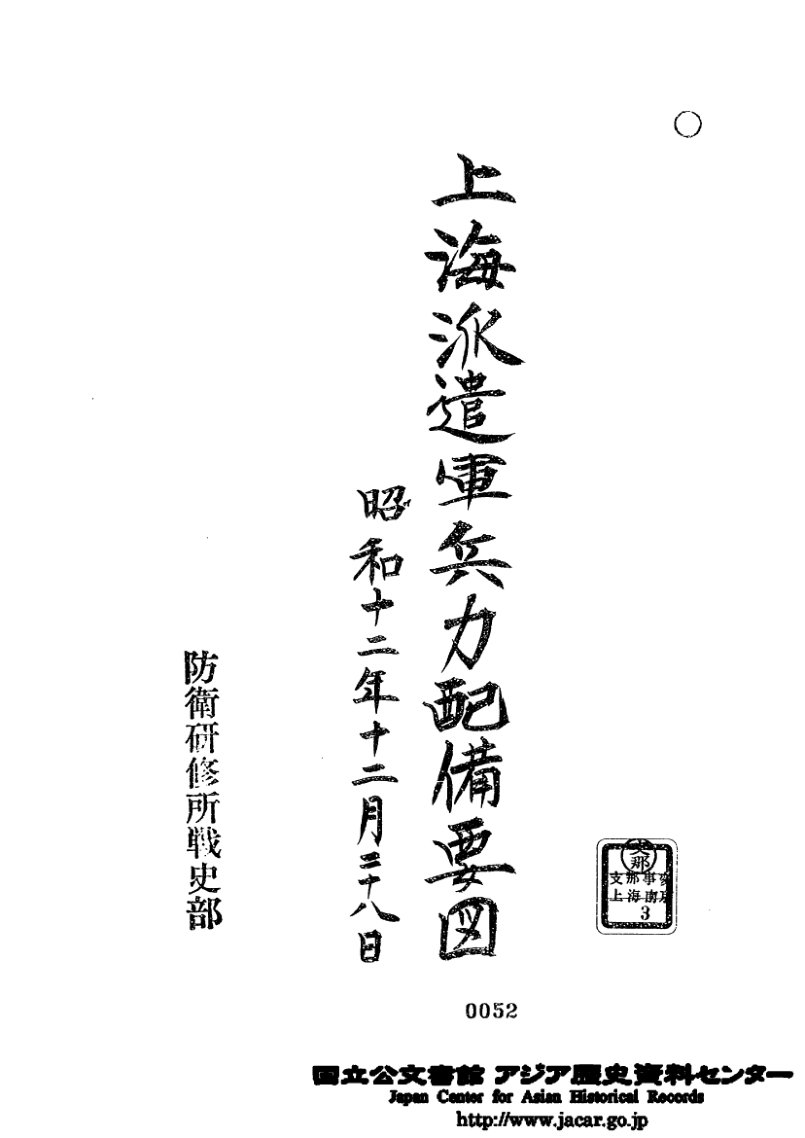 上海派遣軍兵力配備要図
昭和十二年十二月二十八日
防衛研修所戦史部
支那
支那事変
上海南京
3
0052
国立公文書館 アジア歴史資料センター
Japan Center for Asian Historical Records
http://www.jacar.go.jp